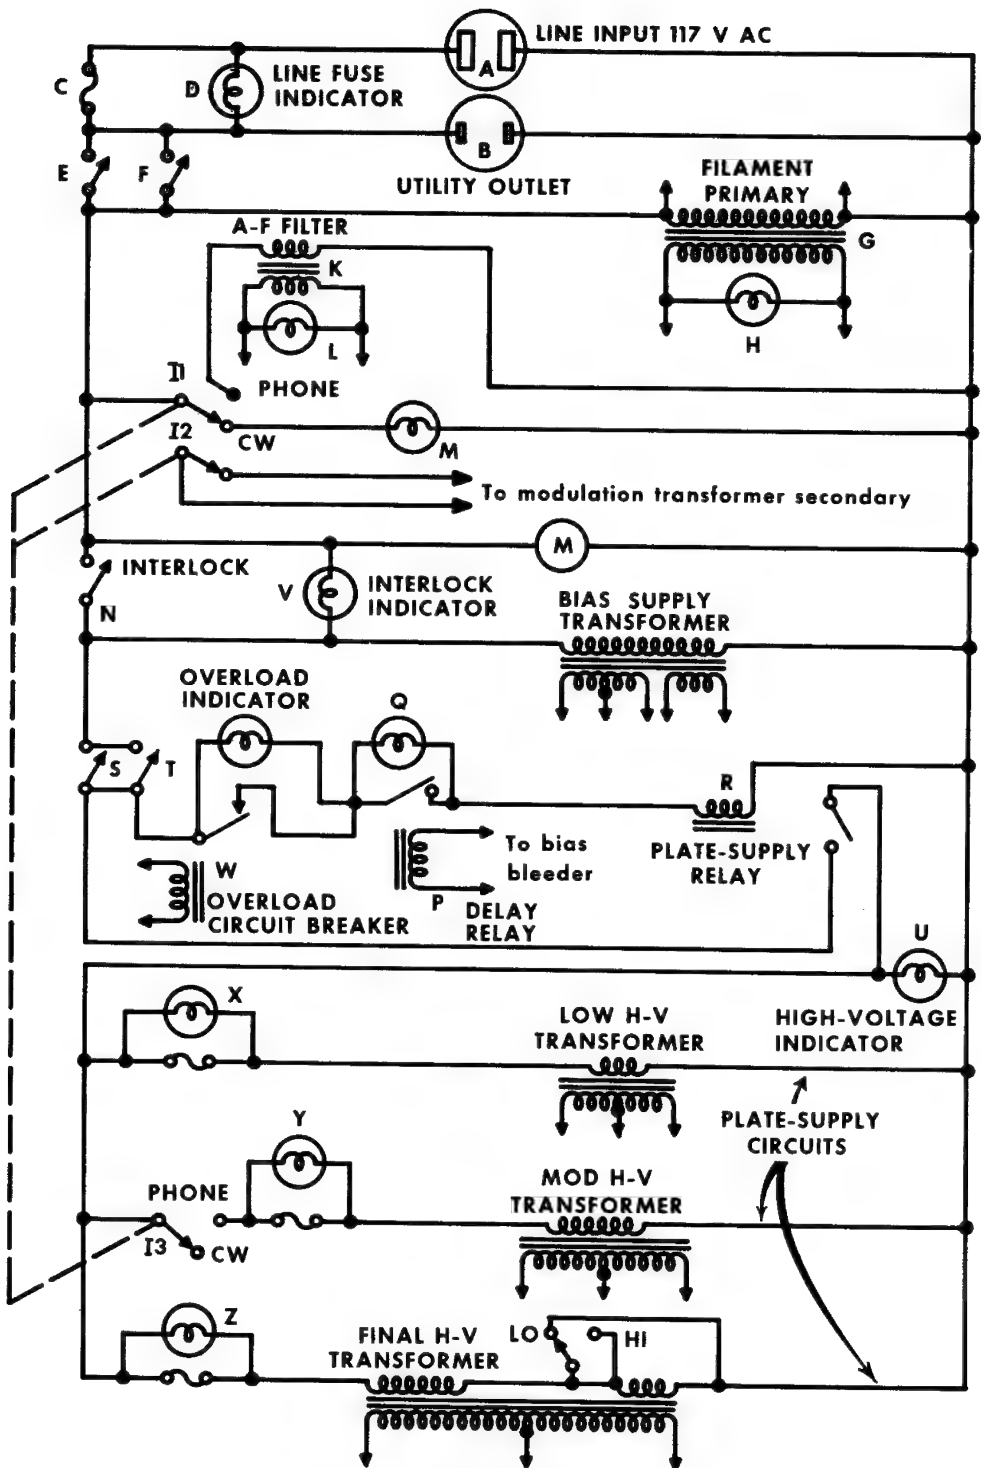 LINE INPUT 117 V AC
A
C
D
LINE FUSE
INDICATOR
B
E
F
UTILITY OUTLET
FILAMENT
PRIMARY
A-F FILTER
G
K
L
H
I1
PHONE
I2
CW
M
To modulation transformer secondary
M
INTERLOCK
V
INTERLOCK
INDICATOR
N
BIAS SUPPLY
TRANSFORMER
OVERLOAD
INDICATOR
Q
S
T
R
PLATE-SUPPLY
RELAY
W
OVERLOAD
CIRCUIT BREAKER
To bias
bleeder
P
DELAY
RELAY
U
X
LOW H-V
TRANSFORMER
HIGH-VOLTAGE
INDICATOR
Y
PLATE-SUPPLY
CIRCUITS
PHONE
MOD H-V
TRANSFORMER
I3
CW
Z
FINAL H-V
TRANSFORMER
LO
HI